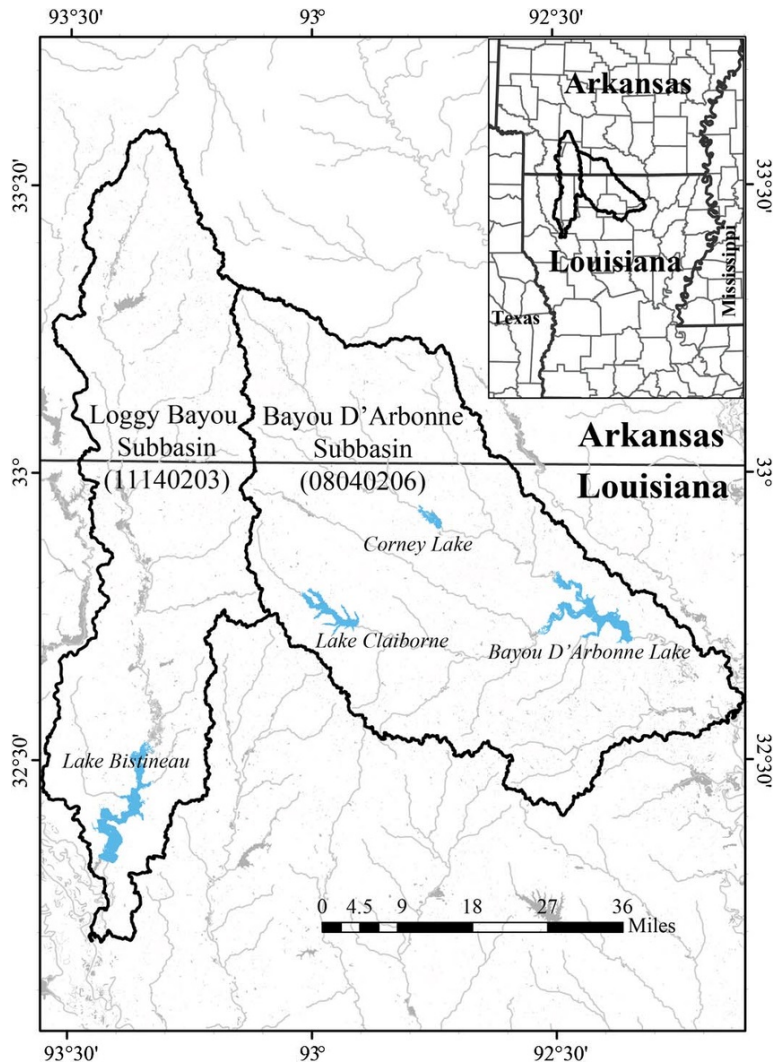 93°30'
93°
92°30'
Arkansas
Louisiana
Texas
Mississippi
33°30'
33°30'
Loggy Bayou
Subbasin
(11140203)
Bayou D’Arbonne
Subbasin
(08040206)
Arkansas
Louisiana
33°
33°
Corney Lake
Lake Claiborne
Bayou D’Arbonne Lake
Lake Bistineau
32°30'
32°30'
0 4.5 9 18 27 36
Miles
93°30'
93°
92°30'